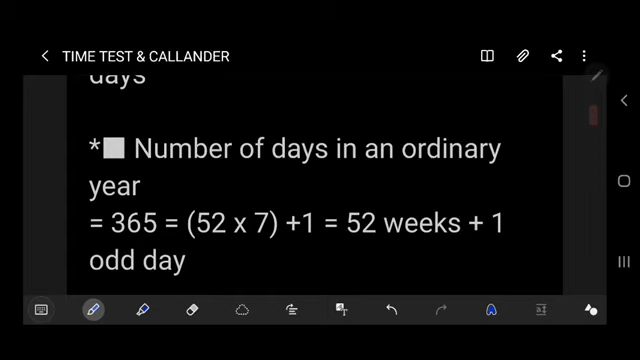 TIME TEST & CALLANDER
days
*■ Number of days in an ordinary
year
= 365 = (52 x 7) +1 = 52 weeks + 1
odd day